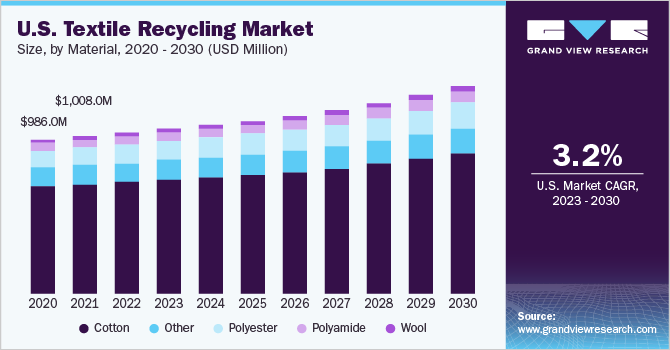 U.S. Textile Recycling Market
Size, by Material, 2020 - 2030 (USD Million)
$1,008.0M
$986.0M
2020 2021 2022 2023 2024 2025 2026 2027 2028 2029 2030
Cotton Other Polyester Polyamide Wool
GRAND VIEW RESEARCH
3.2%
U.S. Market CAGR,
2023 - 2030
Source:
www.grandviewresearch.com